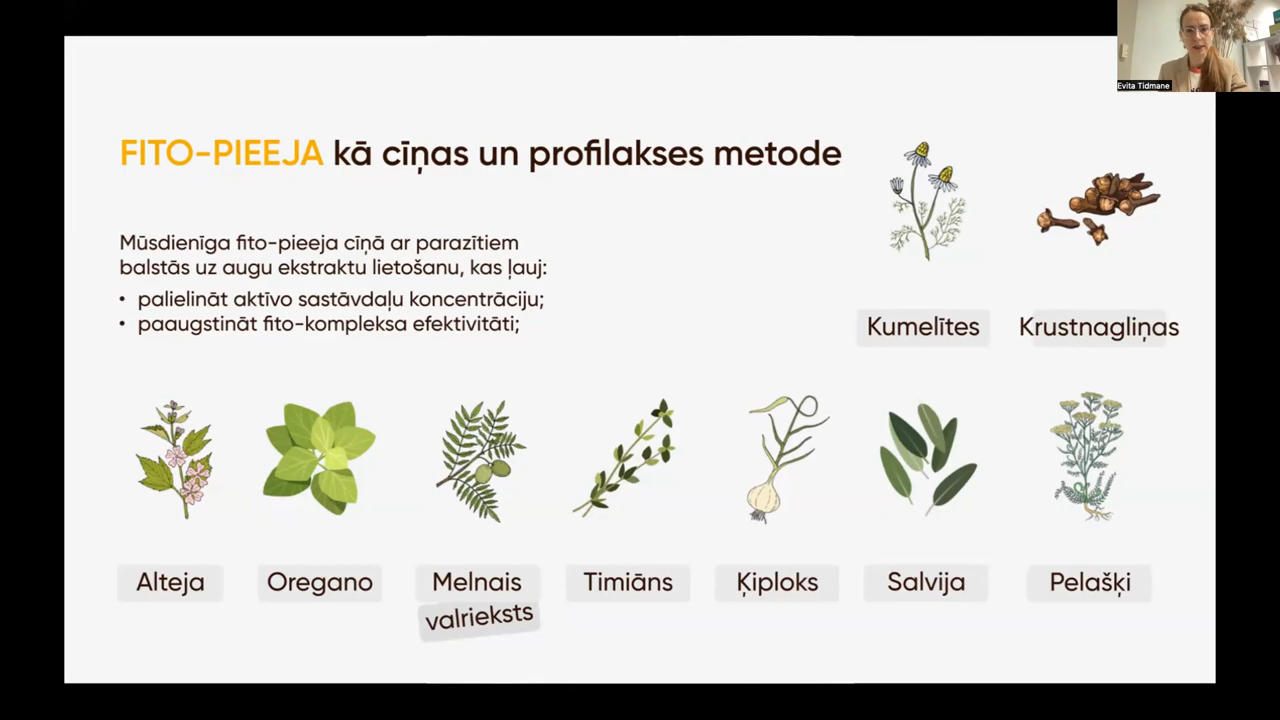 Evita Tidmane
FITO-PIEEJA kā cīņas un profilakses metode
Mūsdienīga fito-pieeja cīņā ar parazītiem
balstās uz augu ekstraktu lietošanu, kas ļauj:
• palielināt aktīvo sastāvdaļu koncentrāciju;
• paaugstināt fito-kompleksa efektivitāti;
Kumelītes
Krustnagliņas
Alteja
Oregano
Melnais
valrieksts
Timiāns
Ķiploks
Salvija
Pelašķi